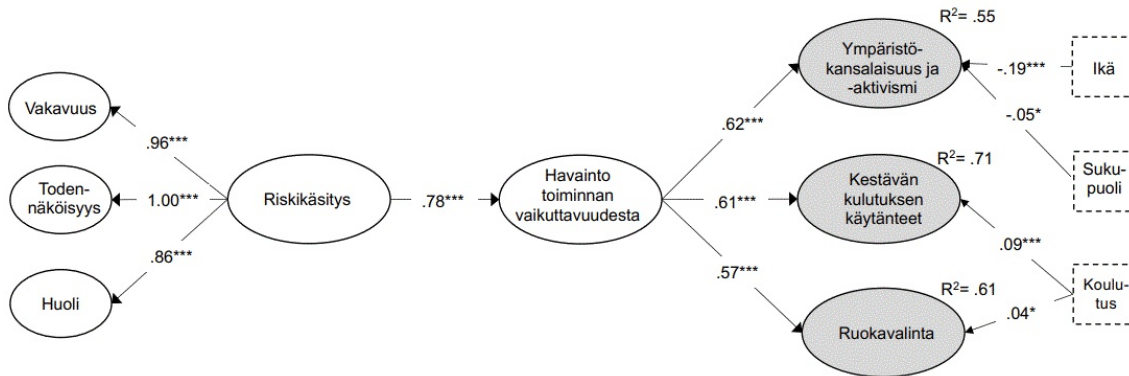 R²= .55
Ympäristö-
kansalaisuus ja
-aktivismi
-.19***
Ikä
Vakavuus
.96***
.62***
-.05*
R²= .71
Suku-
puoli
Toden-
näköisyys
1.00***
Riskikäsitys
.78***
Havainto
toiminnan
vaikuttavuudesta
.61***
Kestävän
kulutuksen
käytänteet
.09***
.86***
.57***
Huoli
R²= .61
Koulu-
tus
.04*
Ruokavalinta